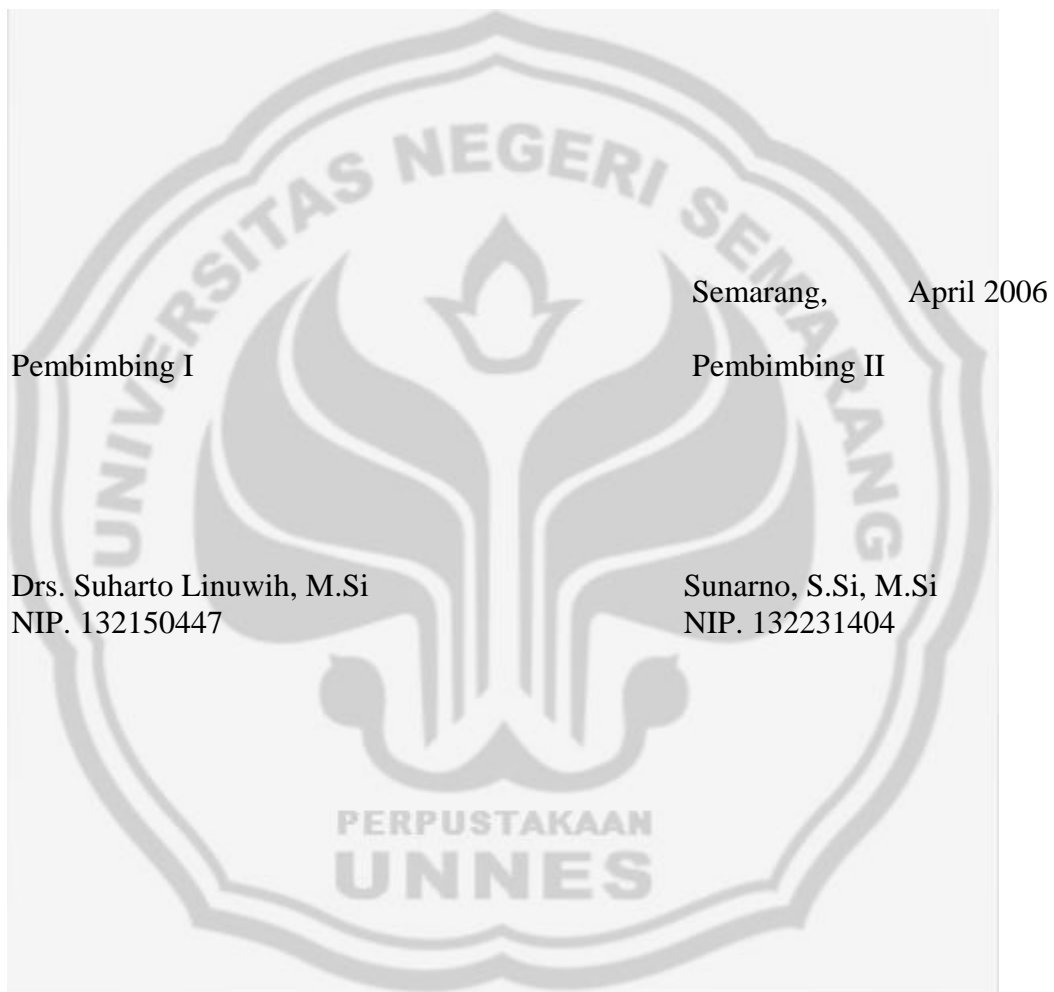 UNIVERSITAS NEGERI SEMARANG
Semarang, April 2006
Pembimbing I Pembimbing II
Drs. Suharto Linuwih, M.Si Sunarno, S.Si, M.Si
NIP. 132150447 NIP. 132231404
PERPUSTAKAAN
UNNES